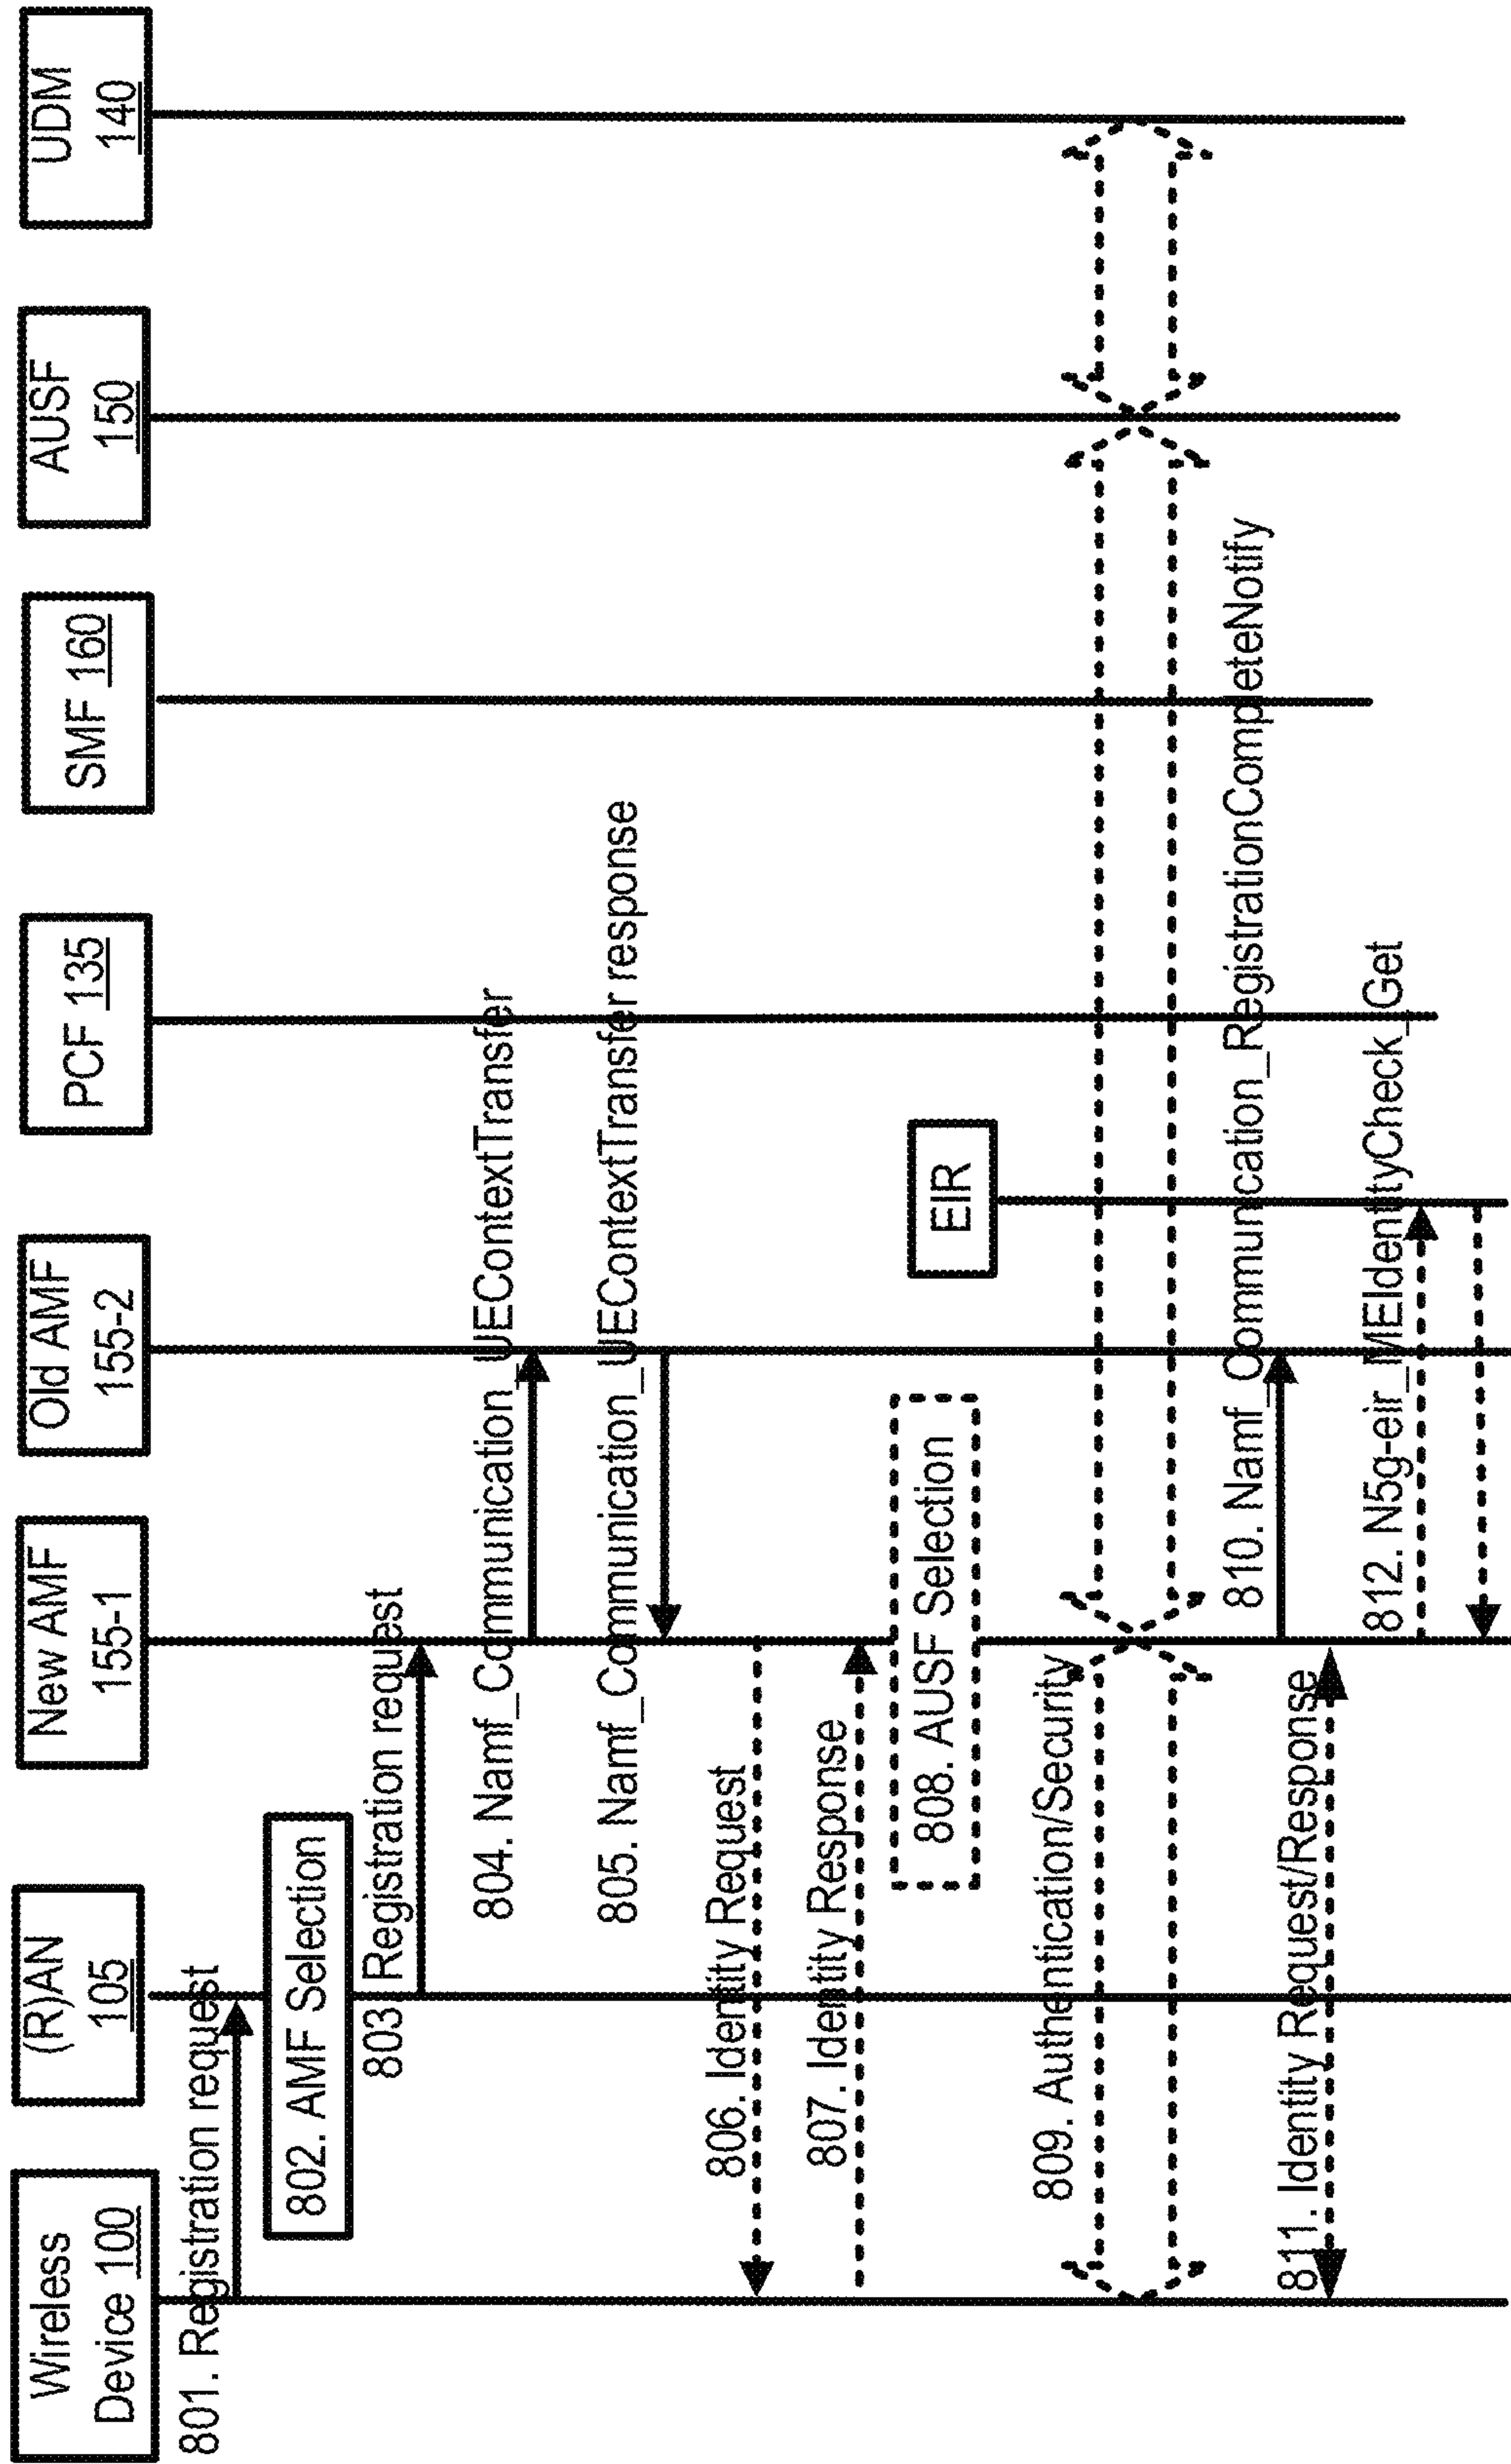 Wireless
Device 100
(R)AN
105
New AMF
155-1
Old AMF
155-2
PCF 135
SMF 160
AUSF
150
UDM
140
801. Registration request
802. AMF Selection
803. Registration request
804. Namf_Communication_UEContextTransfer
805. Namf_Communication_UEContextTransfer response
806. Identity Request
807. Identity Response
808. AUSF Selection
EIR
809. Authentication/Security
810. Namf_Communication_RegistrationCompleteNotify
811. Identity Request/Response
812. N5g-eir_MEIdentityCheck_Get